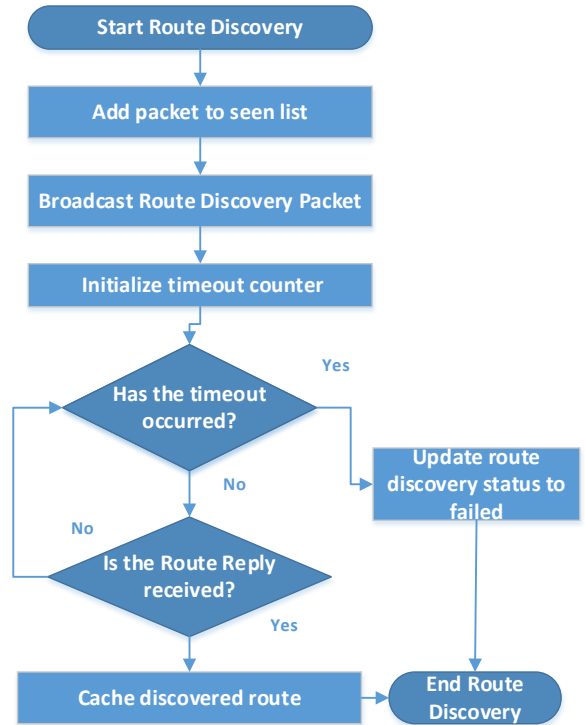 Start Route Discovery
Add packet to seen list
Broadcast Route Discovery Packet
Initialize timeout counter
Yes
Has the timeout
occurred?
Update route
discovery status to
failed
No
No
Is the Route Reply
received?
Yes
Cache discovered route
End Route
Discovery